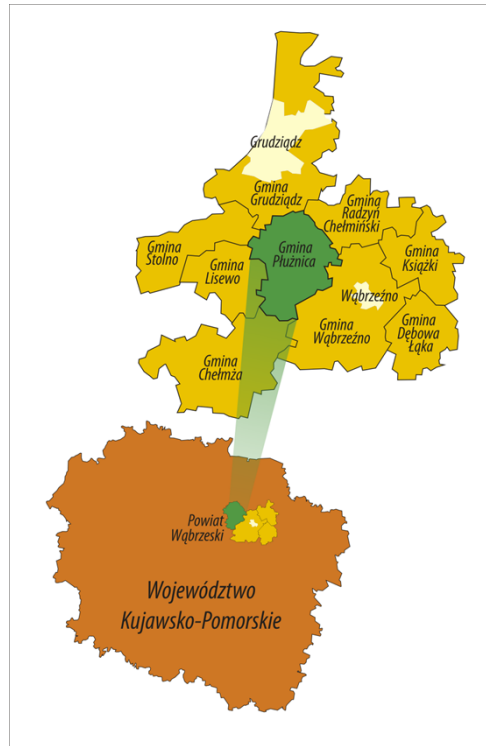 Grudziądz
Gmina
Grudziądz
Gmina
Radzyń
Chełmiński
Gmina
Stolno
Gmina
Lisewo
Gmina
Płużnica
Gmina
Książki
Wąbrzeźno
Gmina
Wąbrzeźno
Gmina
Dębowa
Łąka
Gmina
Chełmża
Powiat
Wąbrzeski
Województwo
Kujawsko-Pomorskie